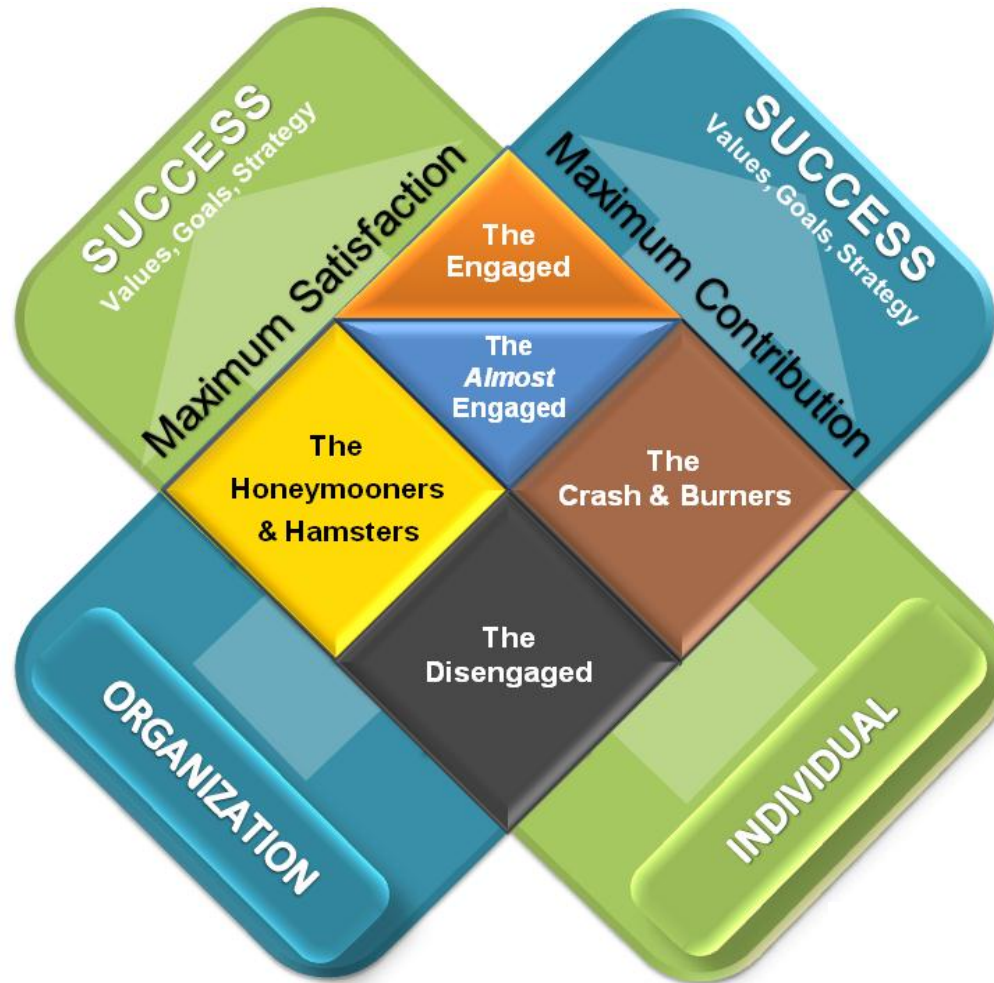 SUCCESS
Values, Goals, Strategy
Maximum Satisfaction
SUCCESS
Values, Goals, Strategy
Maximum Contribution
The
Engaged
The
Almost
Engaged
The
Honeymooners
& Hamsters
The
Crash & Burners
The
Disengaged
ORGANIZATION
INDIVIDUAL